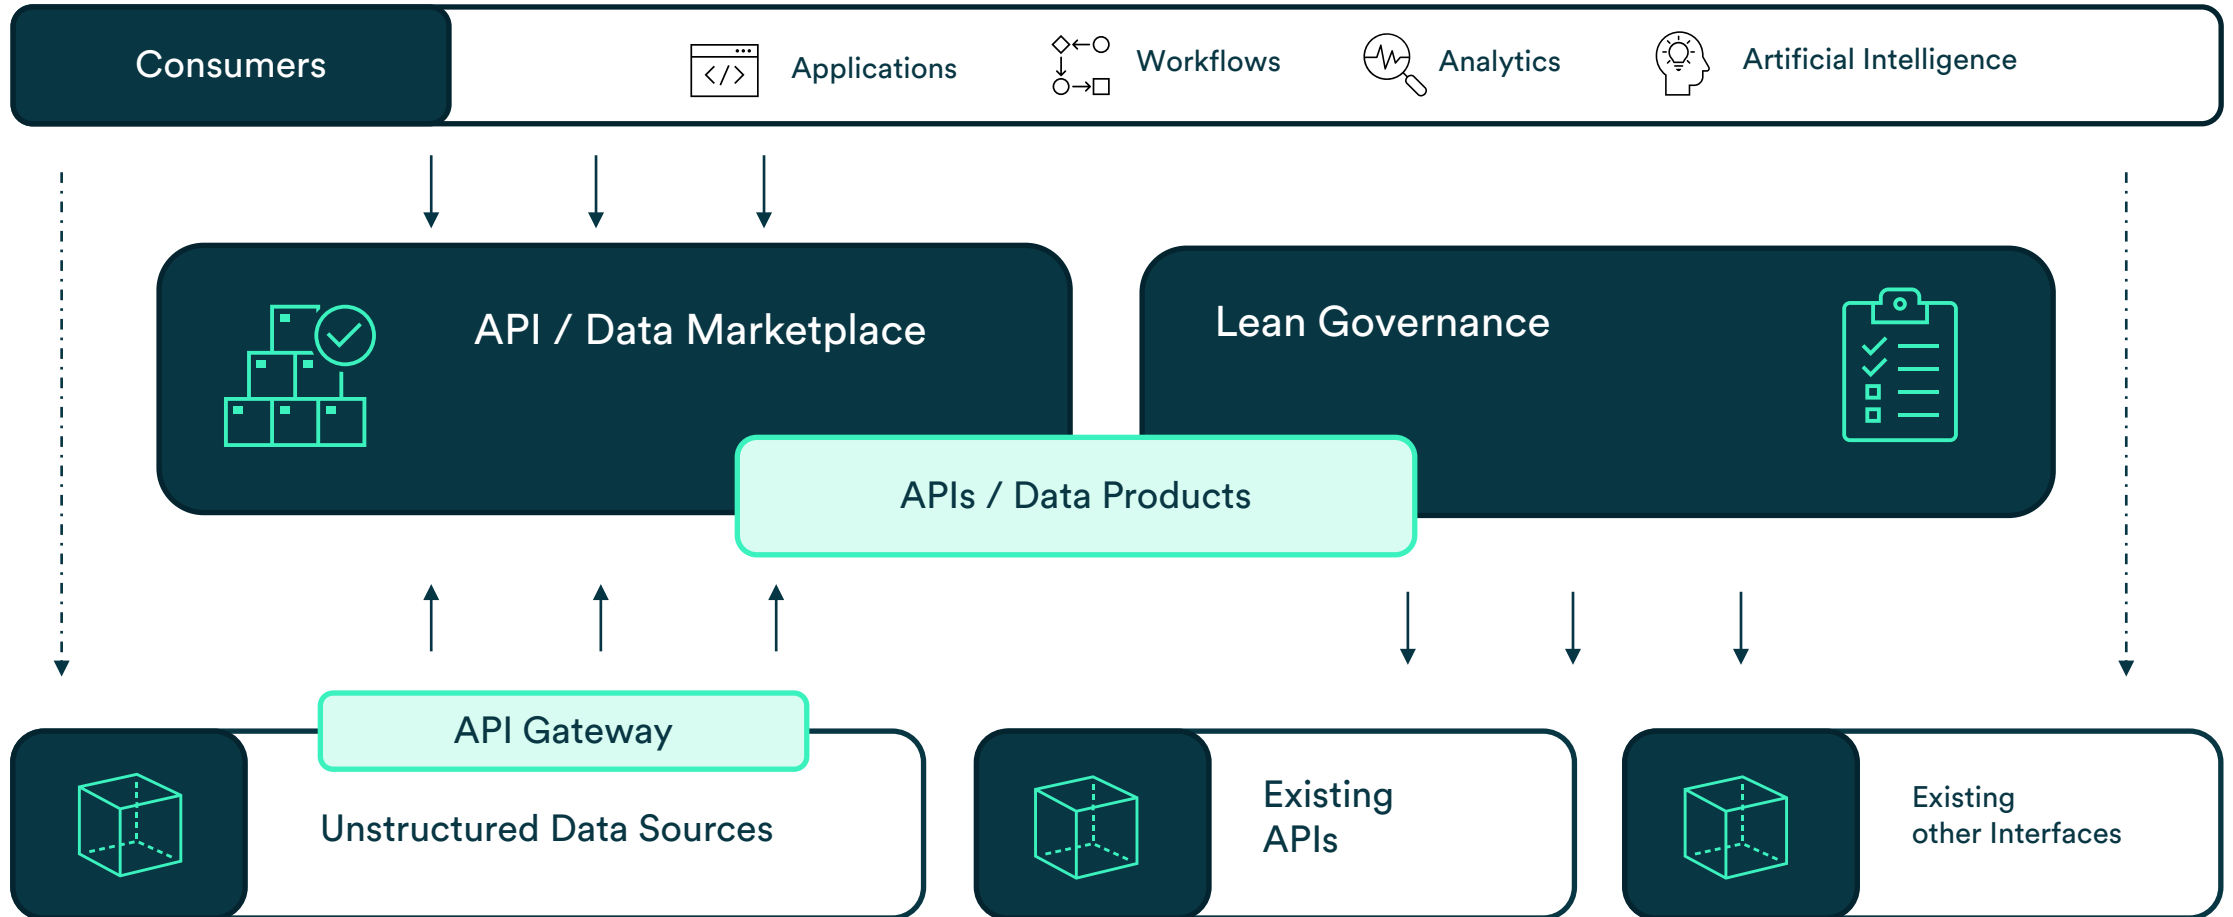 Consumers
Applications
Workflows
Analytics
Artificial Intelligence
API / Data Marketplace
Lean Governance
APIs / Data Products
API Gateway
Unstructured Data Sources
Existing
APIs
Existing
other Interfaces